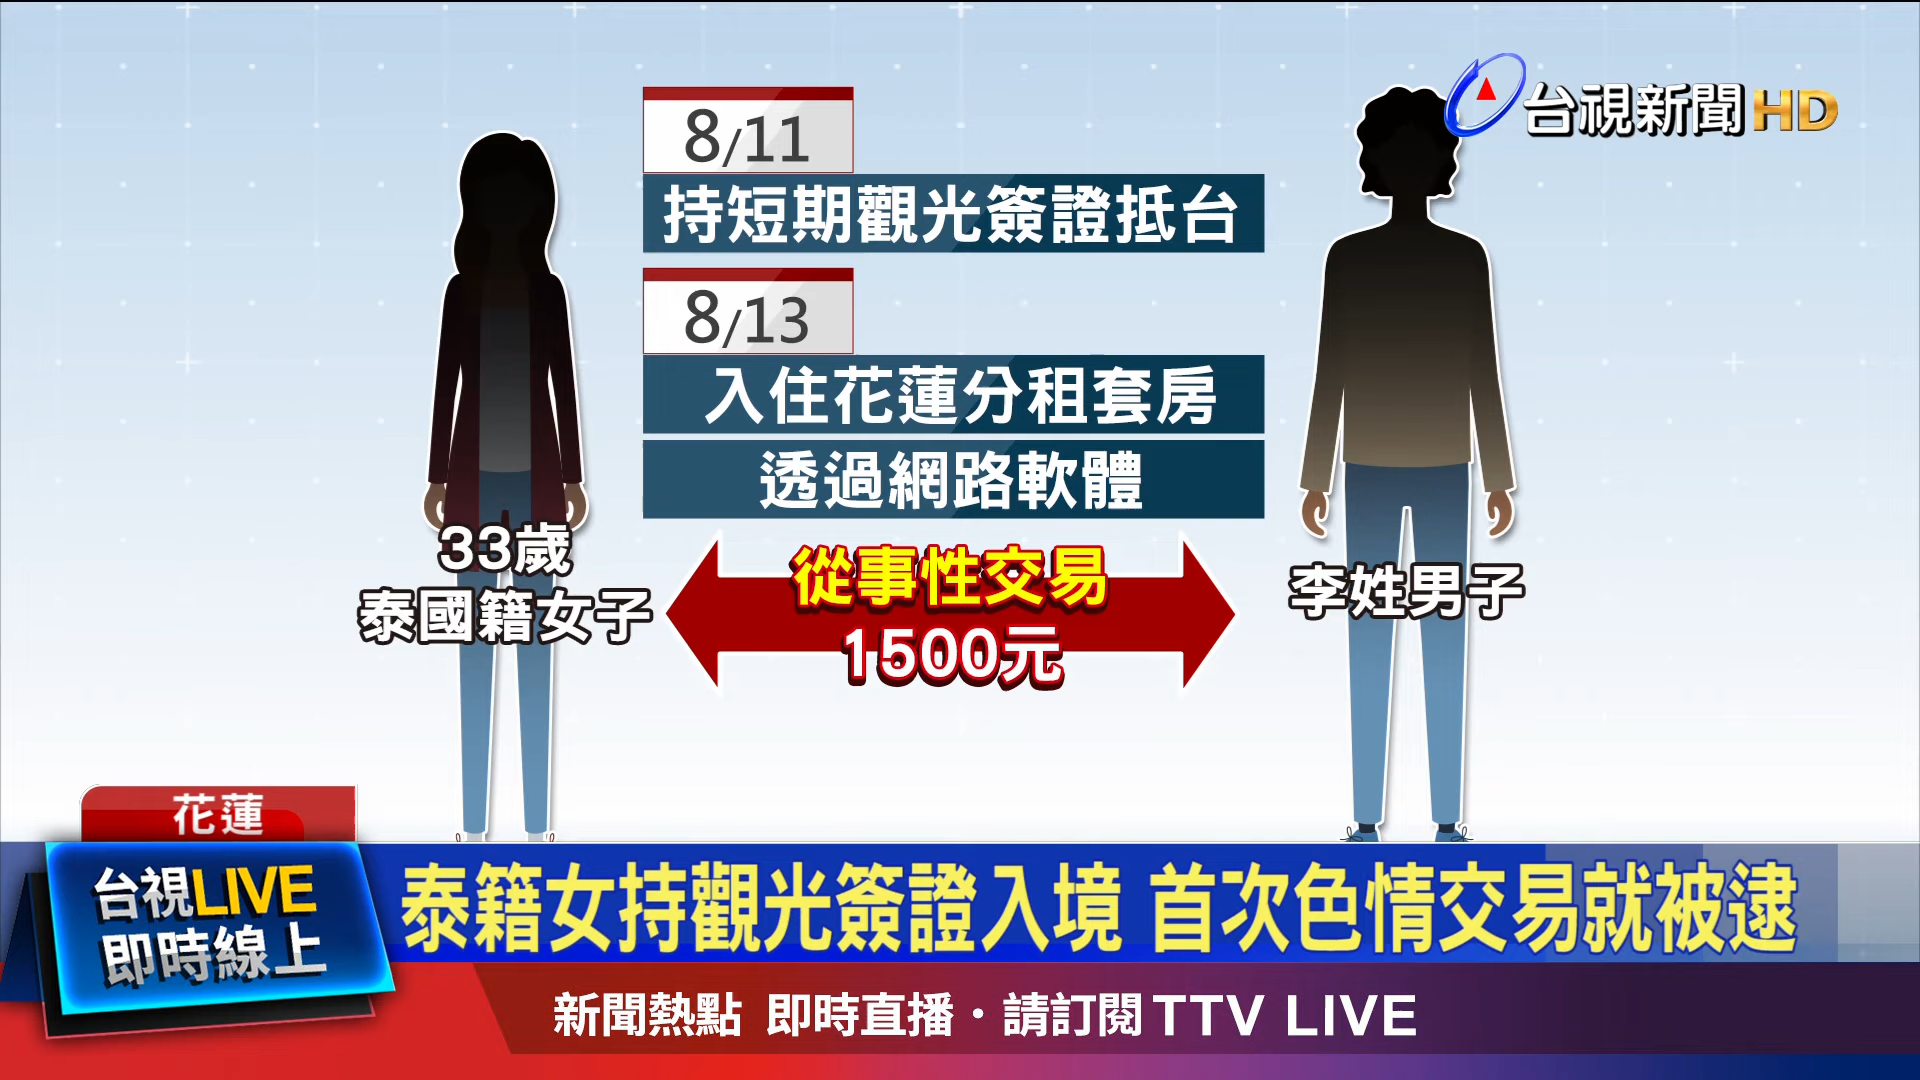 台視新聞HD
8/11
持短期觀光簽證抵台
8/13
入住花蓮分租套房
透過網路軟體
從事性交易
1500元
33歲
泰國籍女子
李姓男子
花蓮
台視LIVE
即時線上
泰籍女持觀光簽證入境 首次色情交易就被逮
新聞熱點 即時直播・請訂閱TTV LIVE